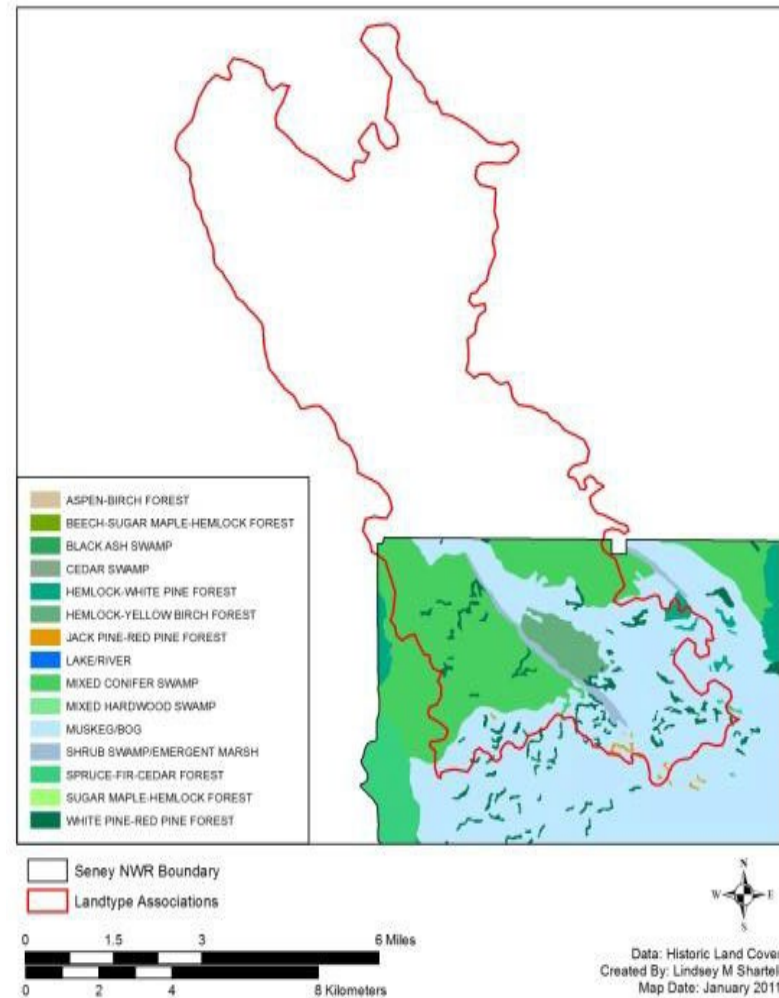 ASPEN-BIRCH FOREST
BEECH-SUGAR MAPLE-HEMLOCK FOREST
BLACK ASH SWAMP
CEDAR SWAMP
HEMLOCK-WHITE PINE FOREST
HEMLOCK-YELLOW BIRCH FOREST
JACK PINE-RED PINE FOREST
LAKE/RIVER
MIXED CONIFER SWAMP
MIXED HARDWOOD SWAMP
MUSKEG/BOG
SHRUB SWAMP/EMERGENT MARSH
SPRUCE-FIR-CEDAR FOREST
SUGAR MAPLE-HEMLOCK FOREST
WHITE PINE-RED PINE FOREST
Seney NWR Boundary
Landtype Associations
N
W E
S
0 1.5 3 6 Miles
0 2 4 8 Kilometers
Data: Historic Land Cover
Created By: Lindsey M Shartell
Map Date: January 2011